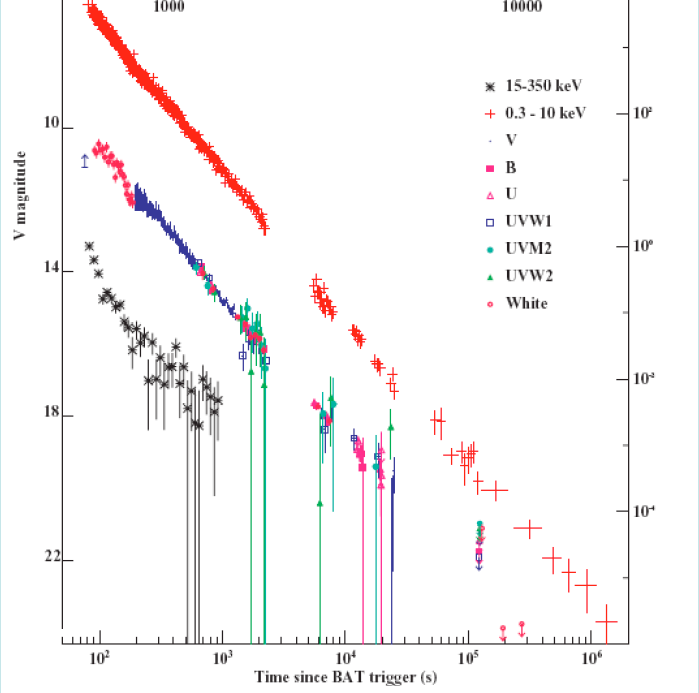 1000 10000
15-350 keV
0.3 - 10 keV
V
B
U
UVW1
UVM2
UVW2
White
V magnitude
10
14
18
22
10²
10⁰
10⁻²
10⁻⁴
10² 10³ 10⁴ 10⁵ 10⁶
Time since BAT trigger (s)